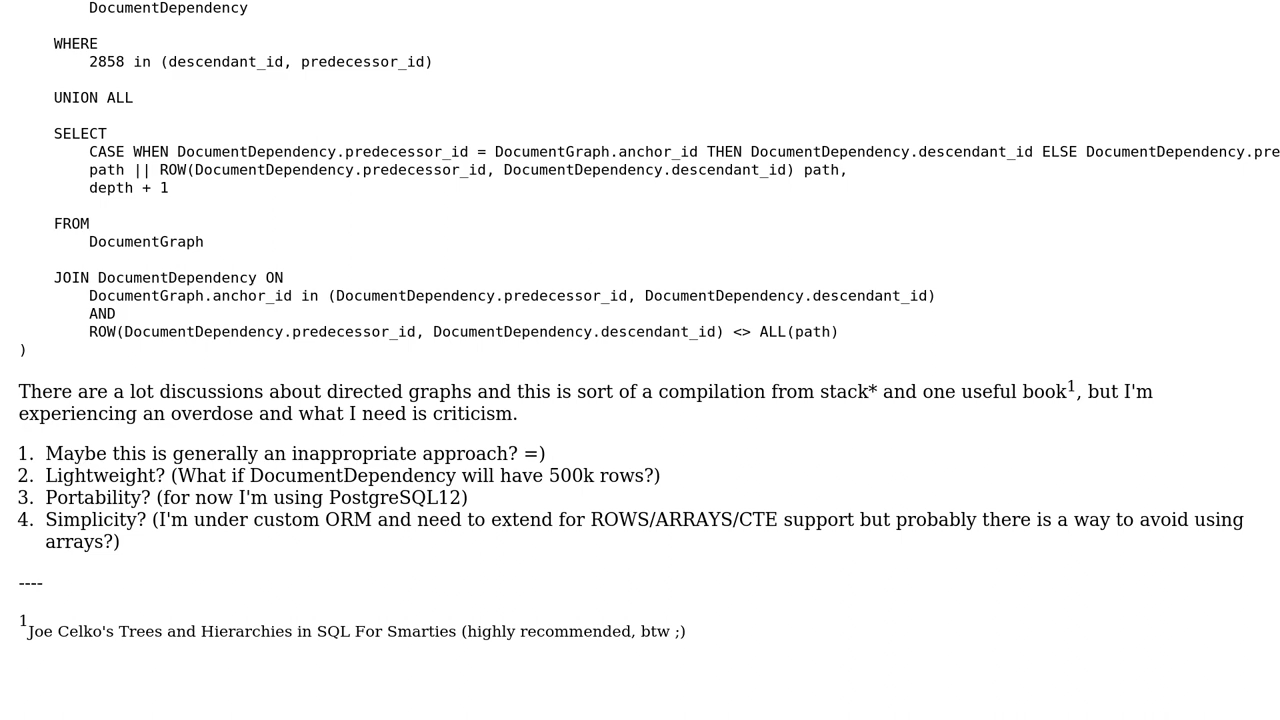 DocumentDependency
WHERE
2858 in (descendant_id, predecessor_id)
UNION ALL
SELECT
CASE WHEN DocumentDependency.predecessor_id = DocumentGraph.anchor_id THEN DocumentDependency.descendant_id ELSE DocumentDependency.pre
path || ROW(DocumentDependency.predecessor_id, DocumentDependency.descendant_id) path,
depth + 1
FROM
DocumentGraph
JOIN DocumentDependency ON
DocumentGraph.anchor_id in (DocumentDependency.predecessor_id, DocumentDependency.descendant_id)
AND
ROW(DocumentDependency.predecessor_id, DocumentDependency.descendant_id) <> ALL(path)
)
There are a lot discussions about directed graphs and this is sort of a compilation from stack* and one useful book1, but I'm
experiencing an overdose and what I need is criticism.
1. Maybe this is generally an inappropriate approach? =)
2. Lightweight? (What if DocumentDependency will have 500k rows?)
3. Portability? (for now I'm using PostgreSQL12)
4. Simplicity? (I'm under custom ORM and need to extend for ROWS/ARRAYS/CTE support but probably there is a way to avoid using
arrays?)
----
1Joe Celko's Trees and Hierarchies in SQL For Smarties (highly recommended, btw ;)